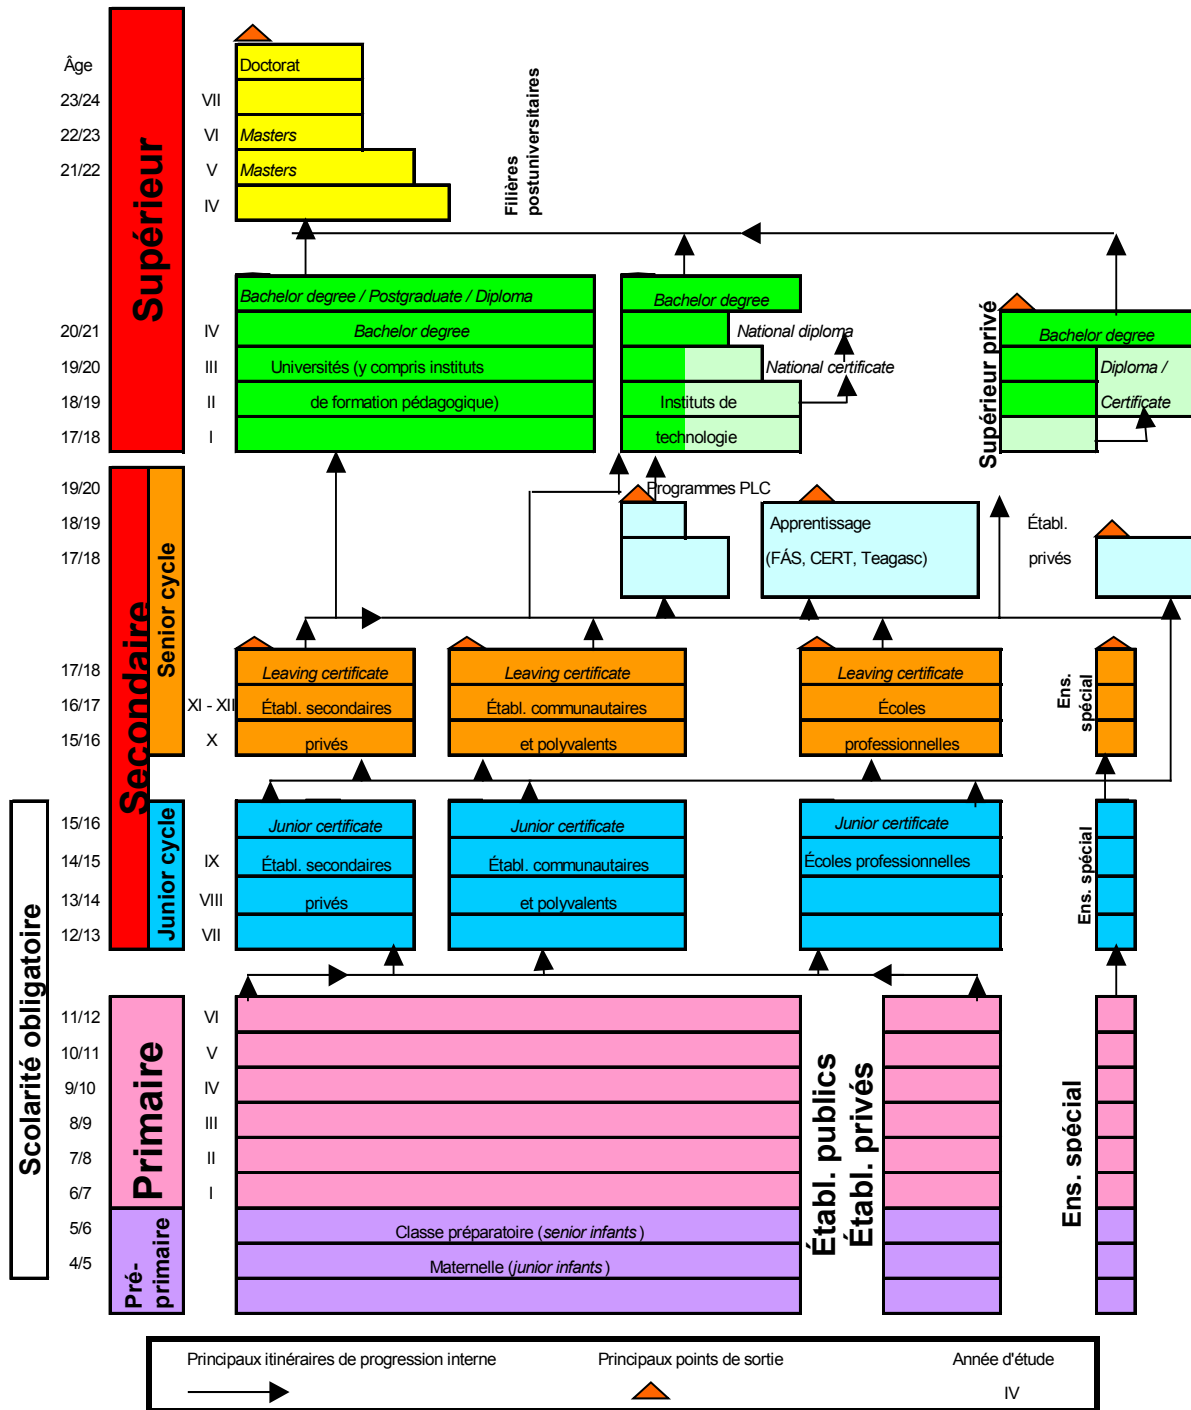 Âge
Doctorat
23/24 VII
22/23 VI Masters
21/22 V Masters
IV
Supérieur
Filières
postuniversitaires
Bachelor degree / Postgraduate / Diploma
Bachelor degree
20/21 IV Bachelor degree
National diploma
Bachelor degree
19/20 III Universités (y compris instituts
National certificate
Diploma /
18/19 II de formation pédagogique)
Instituts de
Certificate
17/18 I
technologie
Supérieur privé
19/20
Programmes PLC
18/19
Apprentissage
Établ.
17/18
(FÁS, CERT, Teagasc)
privés
Secondaire
Senior cycle
17/18 Leaving certificate Leaving certificate Leaving certificate
16/17 XI - XII Établ. secondaires Établ. communautaires Écoles
15/16 X privés et polyvalents professionnelles
Ens.
spécial
Junior cycle
15/16 Junior certificate Junior certificate Junior certificate
14/15 IX Établ. secondaires Établ. communautaires Écoles professionnelles
13/14 VIII privés et polyvalents
12/13 VII
Ens. spécial
Scolarité obligatoire
Primaire
11/12 VI
10/11 V
9/10 IV
8/9 III
7/8 II
6/7 I
Établ. publics
Établ. privés
Ens. spécial
Pré-
primaire
5/6 Classe préparatoire (senior infants)
4/5 Maternelle (junior infants)
Principaux itinéraires de progression interne Principaux points de sortie Année d'étude
IV